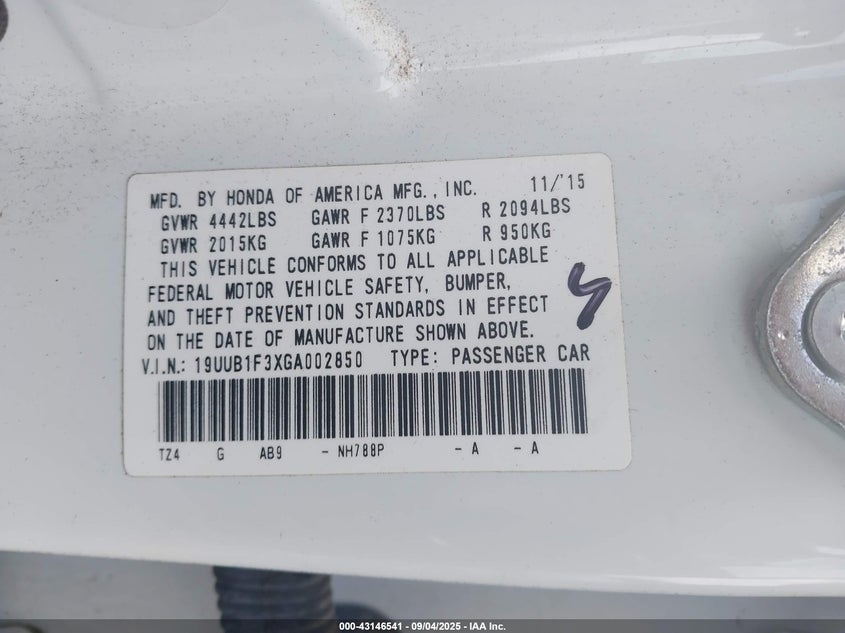 MFD. BY HONDA OF AMERICA MFG., INC. 11/'15
GVWR 4442LBS GAWR F 2370LBS R 2094LBS
GVWR 2015KG GAWR F 1075KG R 950KG
THIS VEHICLE CONFORMS TO ALL APPLICABLE
FEDERAL MOTOR VEHICLE SAFETY, BUMPER,
AND THEFT PREVENTION STANDARDS IN EFFECT
ON THE DATE OF MANUFACTURE SHOWN ABOVE.
V.I.N.: 19UUB1F3XGA002850 TYPE: PASSENGER CAR
TZ4 G AB9 - NH788P - A - A
000-43146541 - 09/04/2025 - IAA Inc.